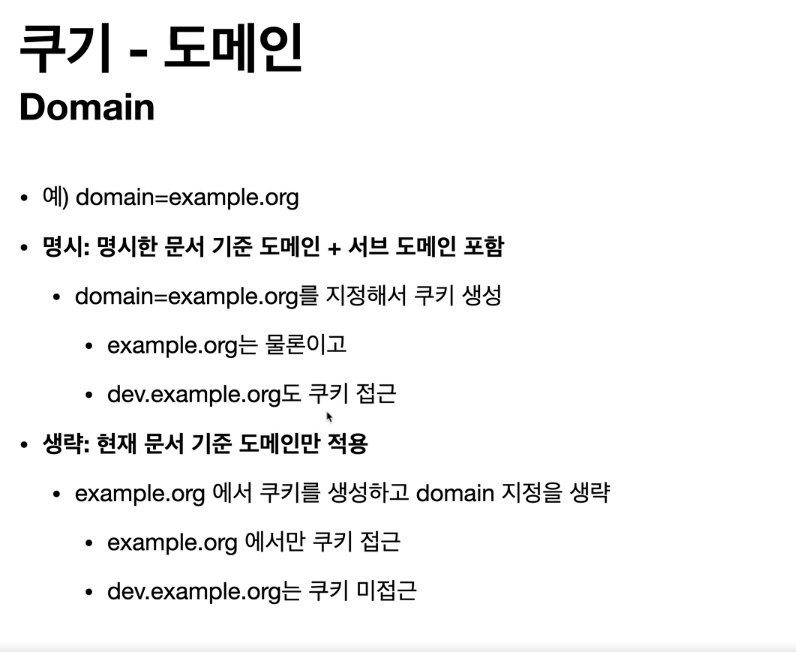 쿠기 - 도메인
Domain
• 예) domain=example.org
• 명시: 명시한 문서 기준 도메인 + 서브 도메인 포함
• domain=example.org를 지정해서 쿠키 생성
• example.org는 물론이고
• dev.example.org도 쿠키 접근
• 생략: 현재 문서 기준 도메인만 적용
• example.org 에서 쿠키를 생성하고 domain 지정을 생략
• example.org 에서만 쿠키 접근
• dev.example.org는 쿠키 미접근